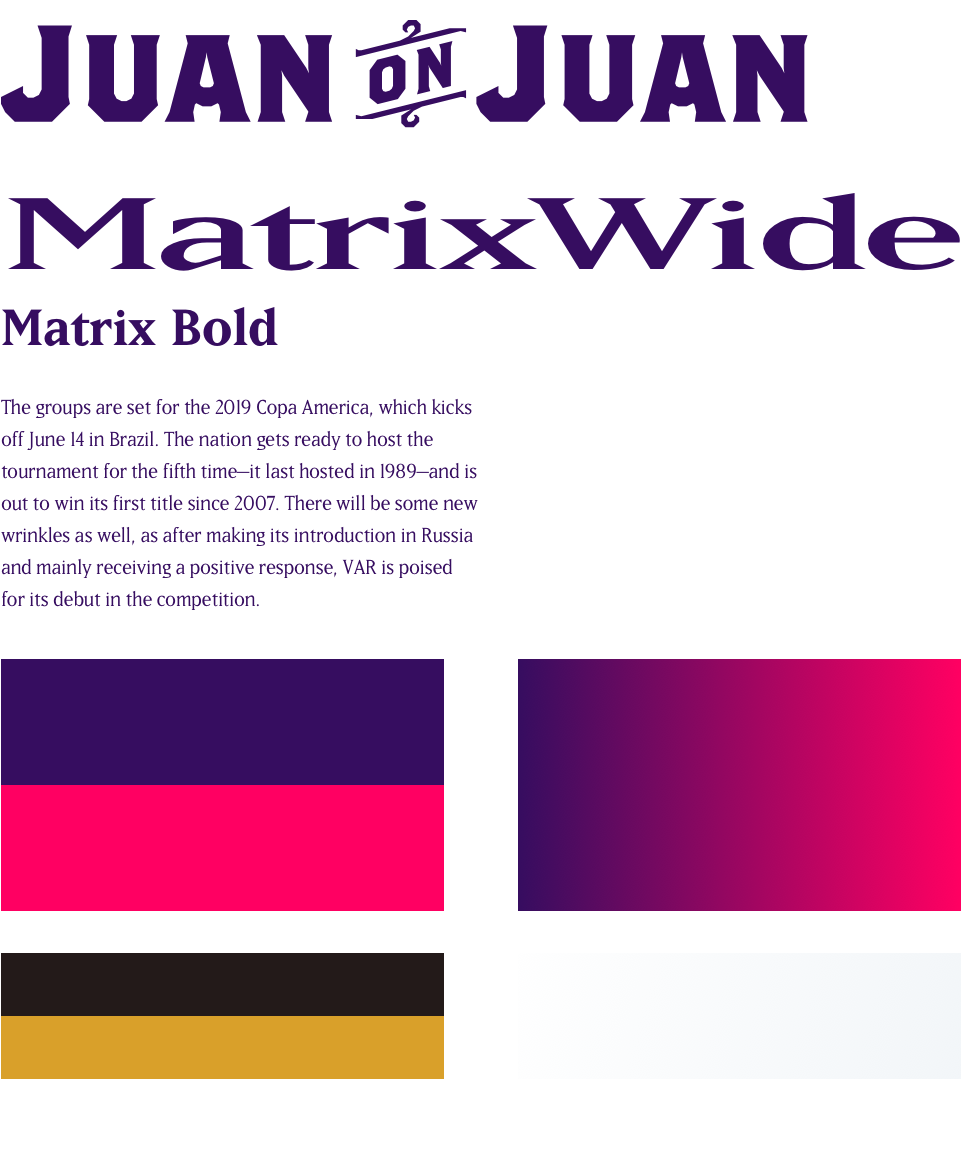 JUAN ON JUAN
MatrixWide
Matrix Bold
The groups are set for the 2019 Copa America, which kicks
off June 14 in Brazil. The nation gets ready to host the
tournament for the fifth time—it last hosted in 1989—and is
out to win its first title since 2007. There will be some new
wrinkles as well, as after making its introduction in Russia
and mainly receiving a positive response, VAR is poised
for its debut in the competition.